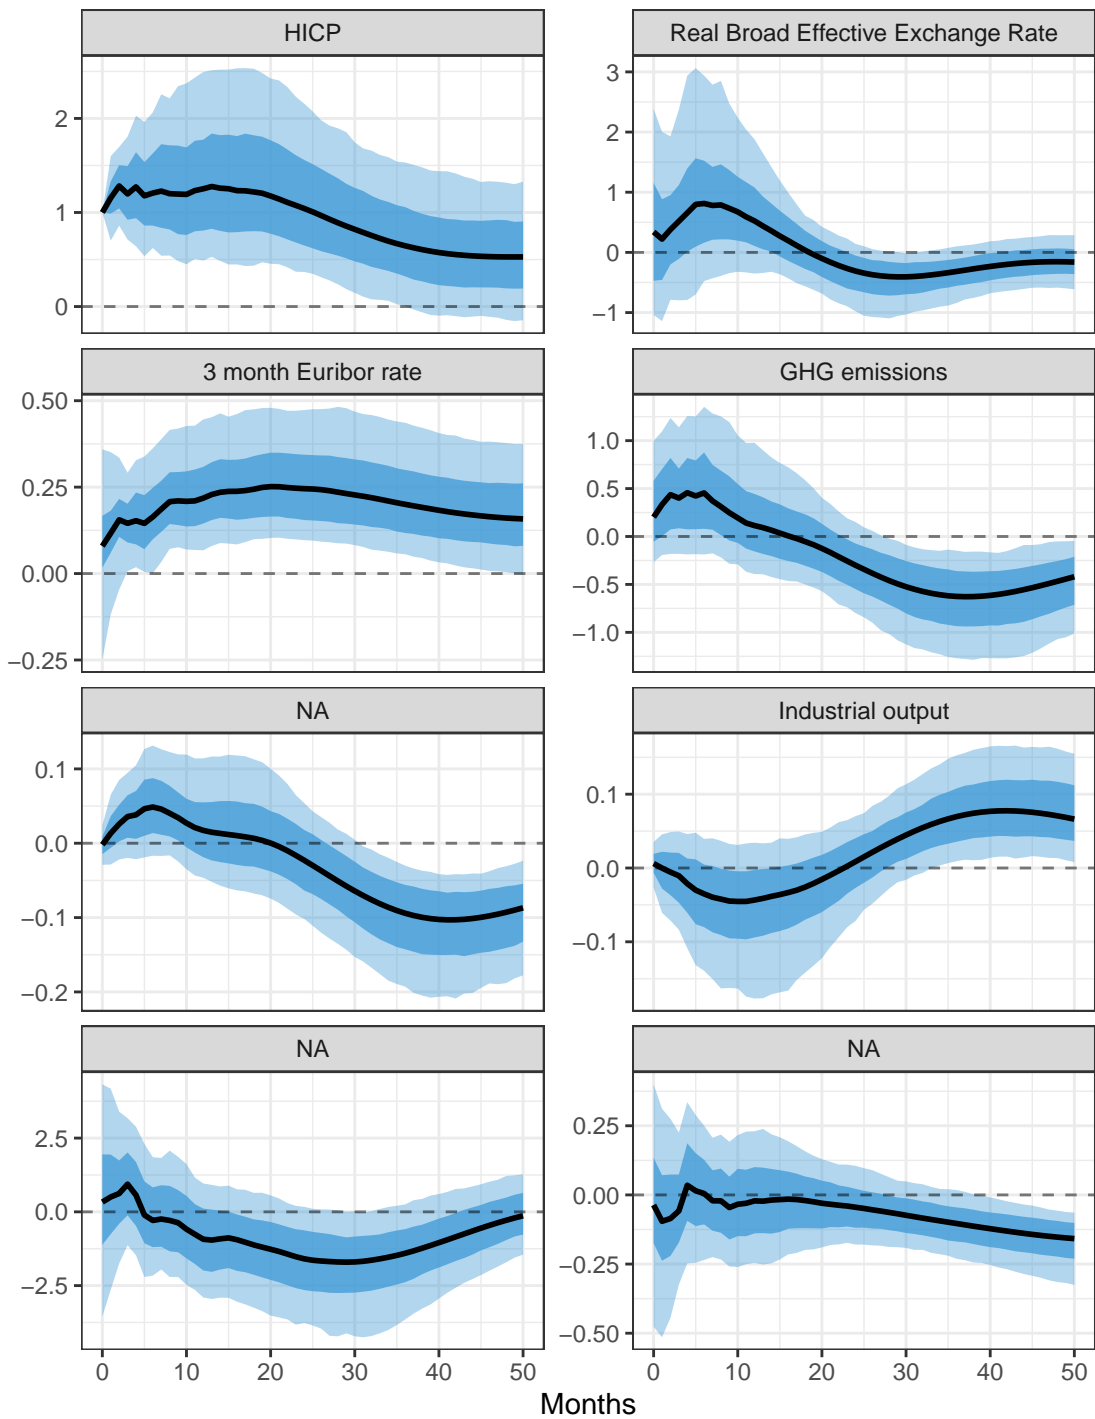 HICP
Real Broad Effective Exchange Rate
2
1
0
3
2
1
0
−1
3 month Euribor rate
GHG emissions
0.50
0.25
0.00
−0.25
1.0
0.5
0.0
−0.5
−1.0
NA
Industrial output
0.1
0.0
−0.1
−0.2
0.1
0.0
−0.1
NA
NA
2.5
0.0
−2.5
0.25
0.00
−0.25
−0.50
0 10 20 30 40 50
0 10 20 30 40 50
Months